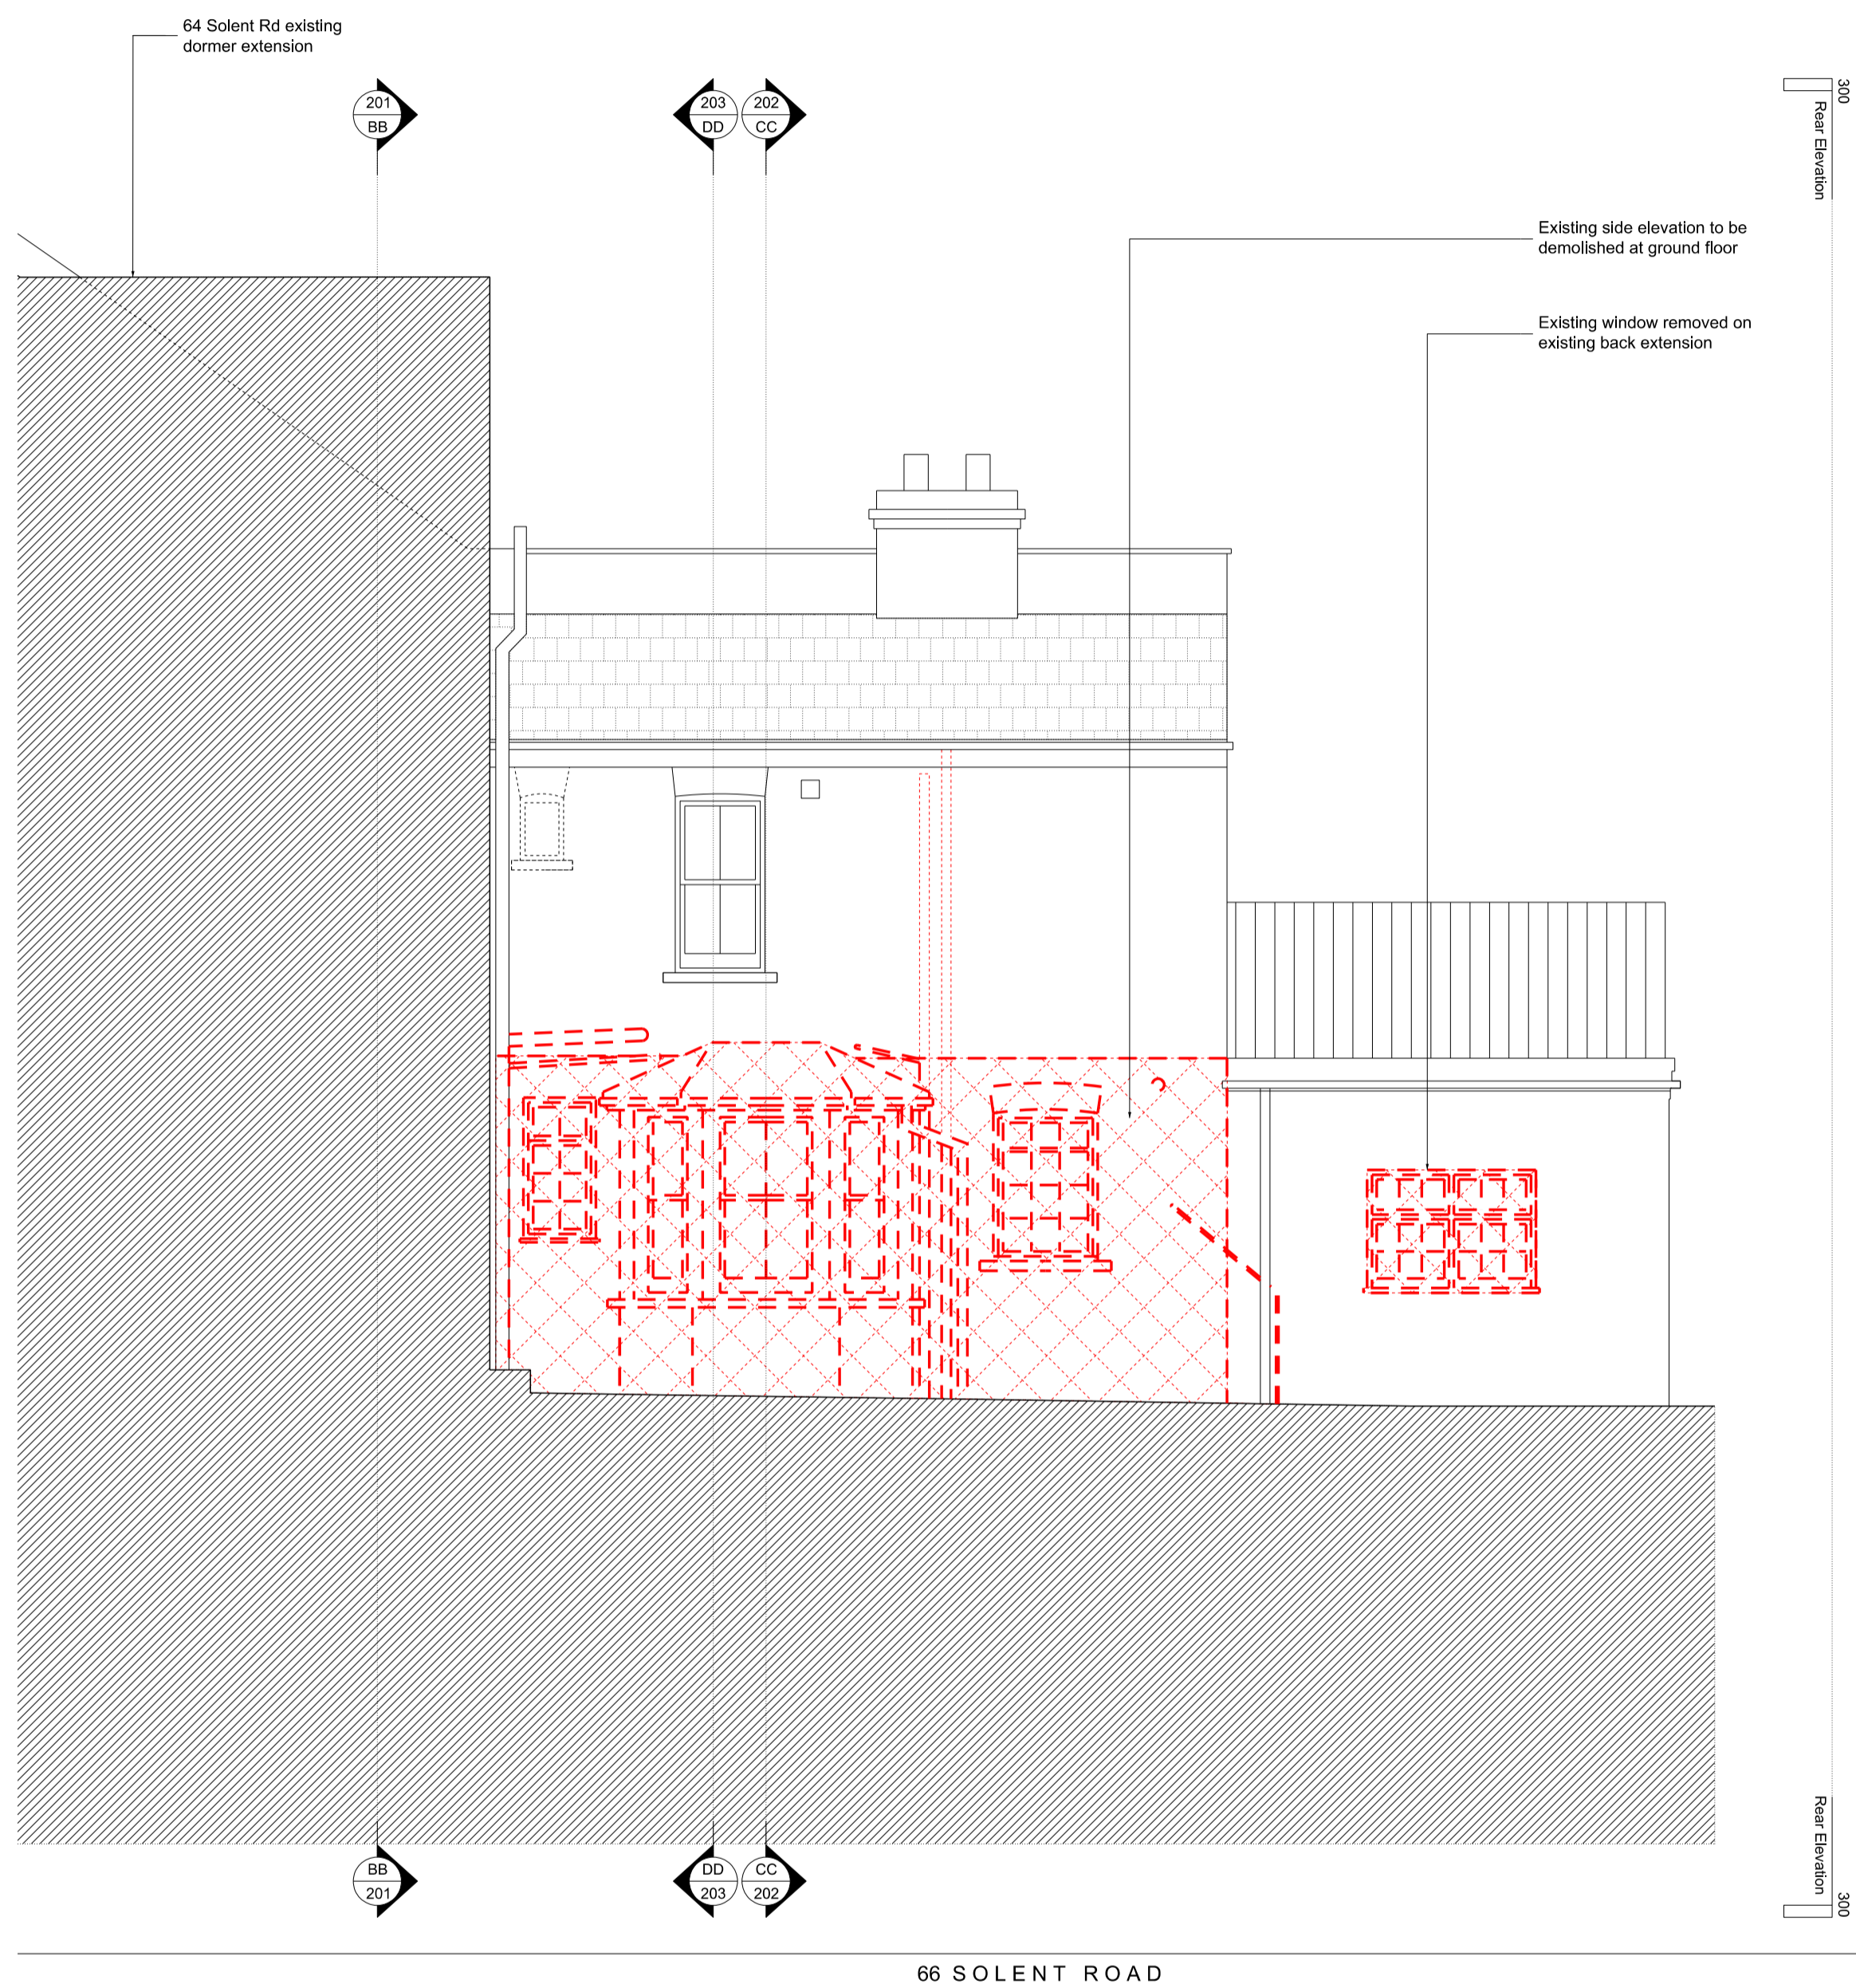 64 Solent Rd existing
dormer extension
201
BB
203
DD
202
CC
300
Rear Elevation
Existing side elevation to be
demolished at ground floor
Existing window removed on
existing back extension
BB
201
DD
203
CC
202
Rear Elevation
300
66 SOLENT ROAD